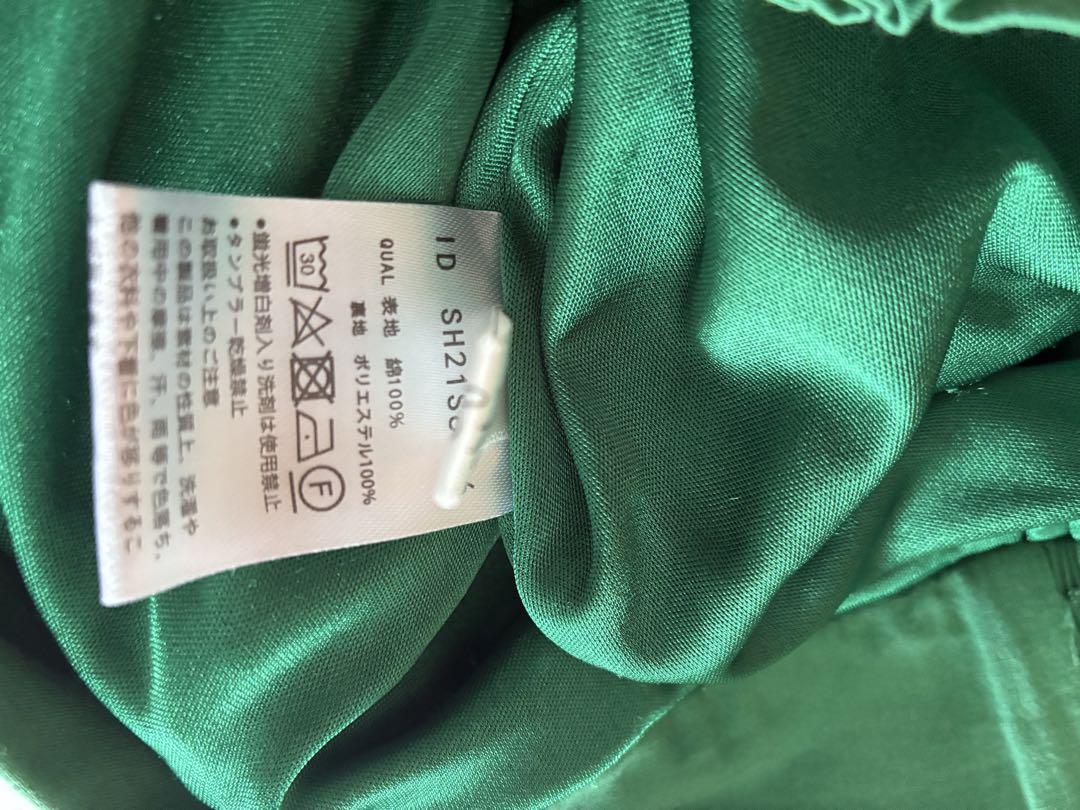 ID SH21S
QUAL 表地 綿100%
裏地 ポリエステル100%
30 F
•蛍光増白剤入り洗剤は使用禁止
•タンブラー乾燥禁止
お取扱い上のご注意
この製品は素材の性質上、洗濯や
着用中の摩擦、汗、雨等で色落ち、
他の衣料や下着に色が移りするこ